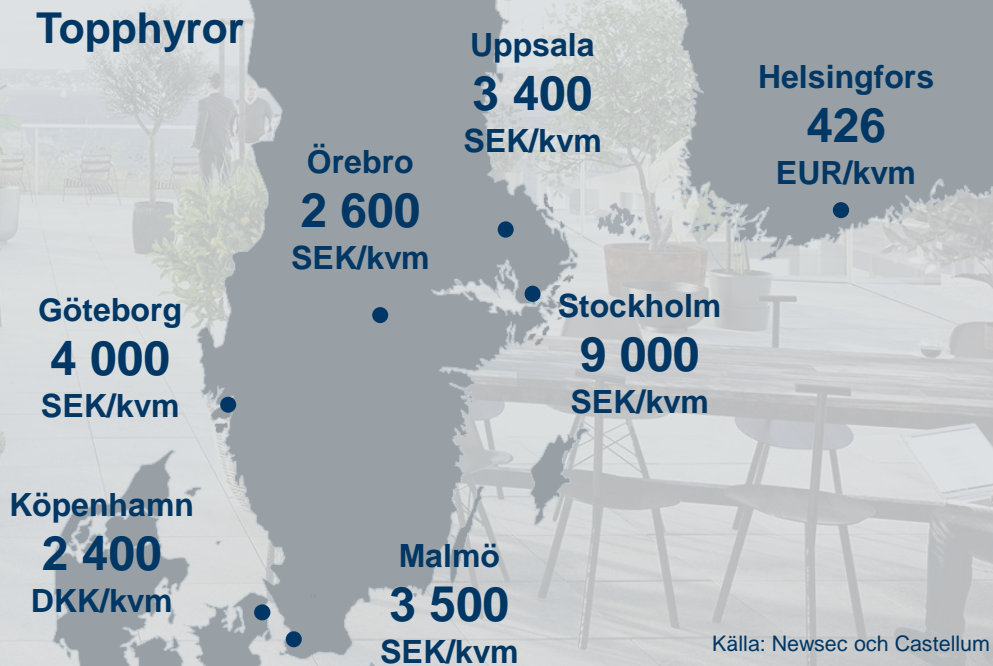 Topphyror
Uppsala
3 400
SEK/kvm
Helsingfors
426
EUR/kvm
Örebro
2 600
SEK/kvm
Göteborg
4 000
SEK/kvm
Stockholm
9 000
SEK/kvm
Köpenhamn
2 400
DKK/kvm
Malmö
3 500
SEK/kvm
Källa: Newsec och Castellum